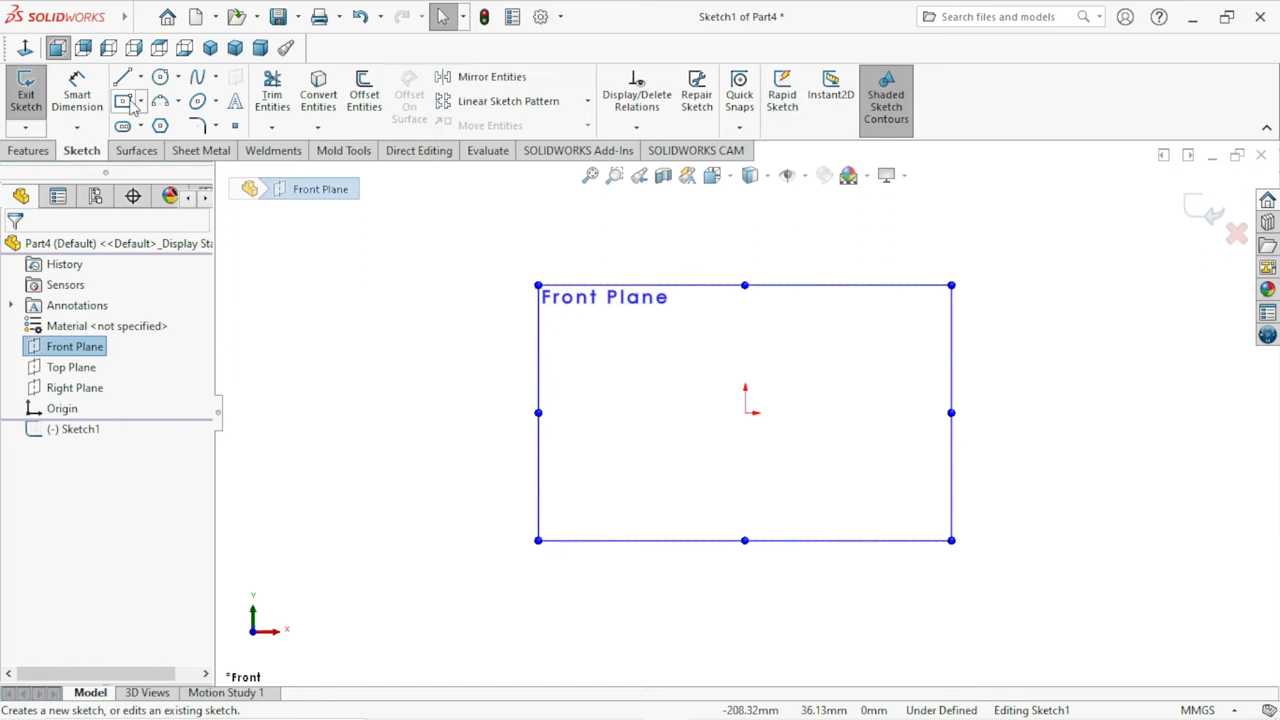 SOLIDWORKS
Sketch1 of Part4 *
Search files and models
Exit Sketch
Smart Dimension
Trim Entities
Convert Entities
Offset Entities
Offset On Surface
Mirror Entities
Linear Sketch Pattern
Move Entities
Display/Delete Relations
Repair Sketch
Quick Snaps
Rapid Sketch
Instant2D
Shaded Sketch Contours
Features
Sketch
Surfaces
Sheet Metal
Weldments
Mold Tools
Direct Editing
Evaluate
SOLIDWORKS Add-Ins
SOLIDWORKS CAM
Front Plane
Part4 (Default) <<Default>_Display Sta
History
Sensors
Annotations
Material <not specified>
Front Plane
Top Plane
Right Plane
Origin
(-) Sketch1
Front Plane
Y
X
*Front
Model
3D Views
Motion Study 1
Creates a new sketch, or edits an existing sketch.
-208.32mm
36.13mm
0mm
Under Defined
Editing Sketch1
MMGS